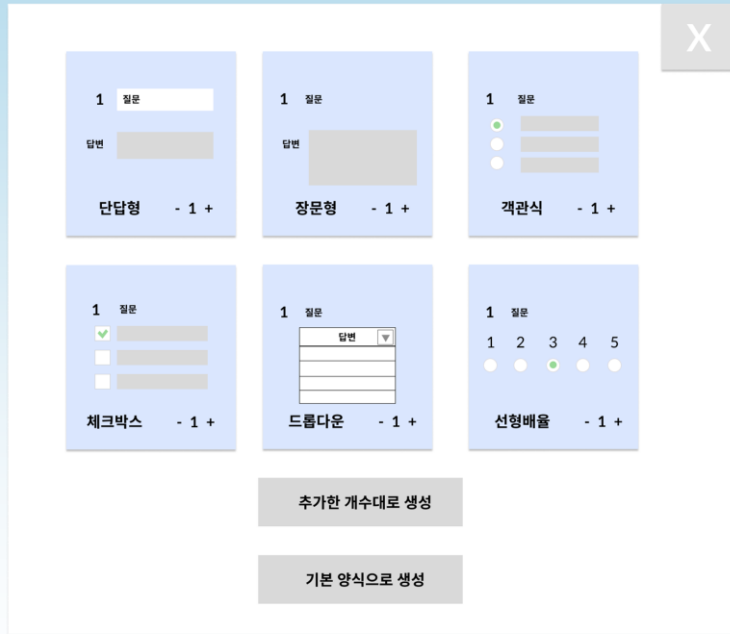 X
1 질문
답변
단답형 - 1 +
1 질문
답변
장문형 - 1 +
1 질문
객관식 - 1 +
1 질문
체크박스 - 1 +
1 질문
답변
드롭다운 - 1 +
1 질문
1 2 3 4 5
선형배율 - 1 +
추가한 개수대로 생성
기본 양식으로 생성